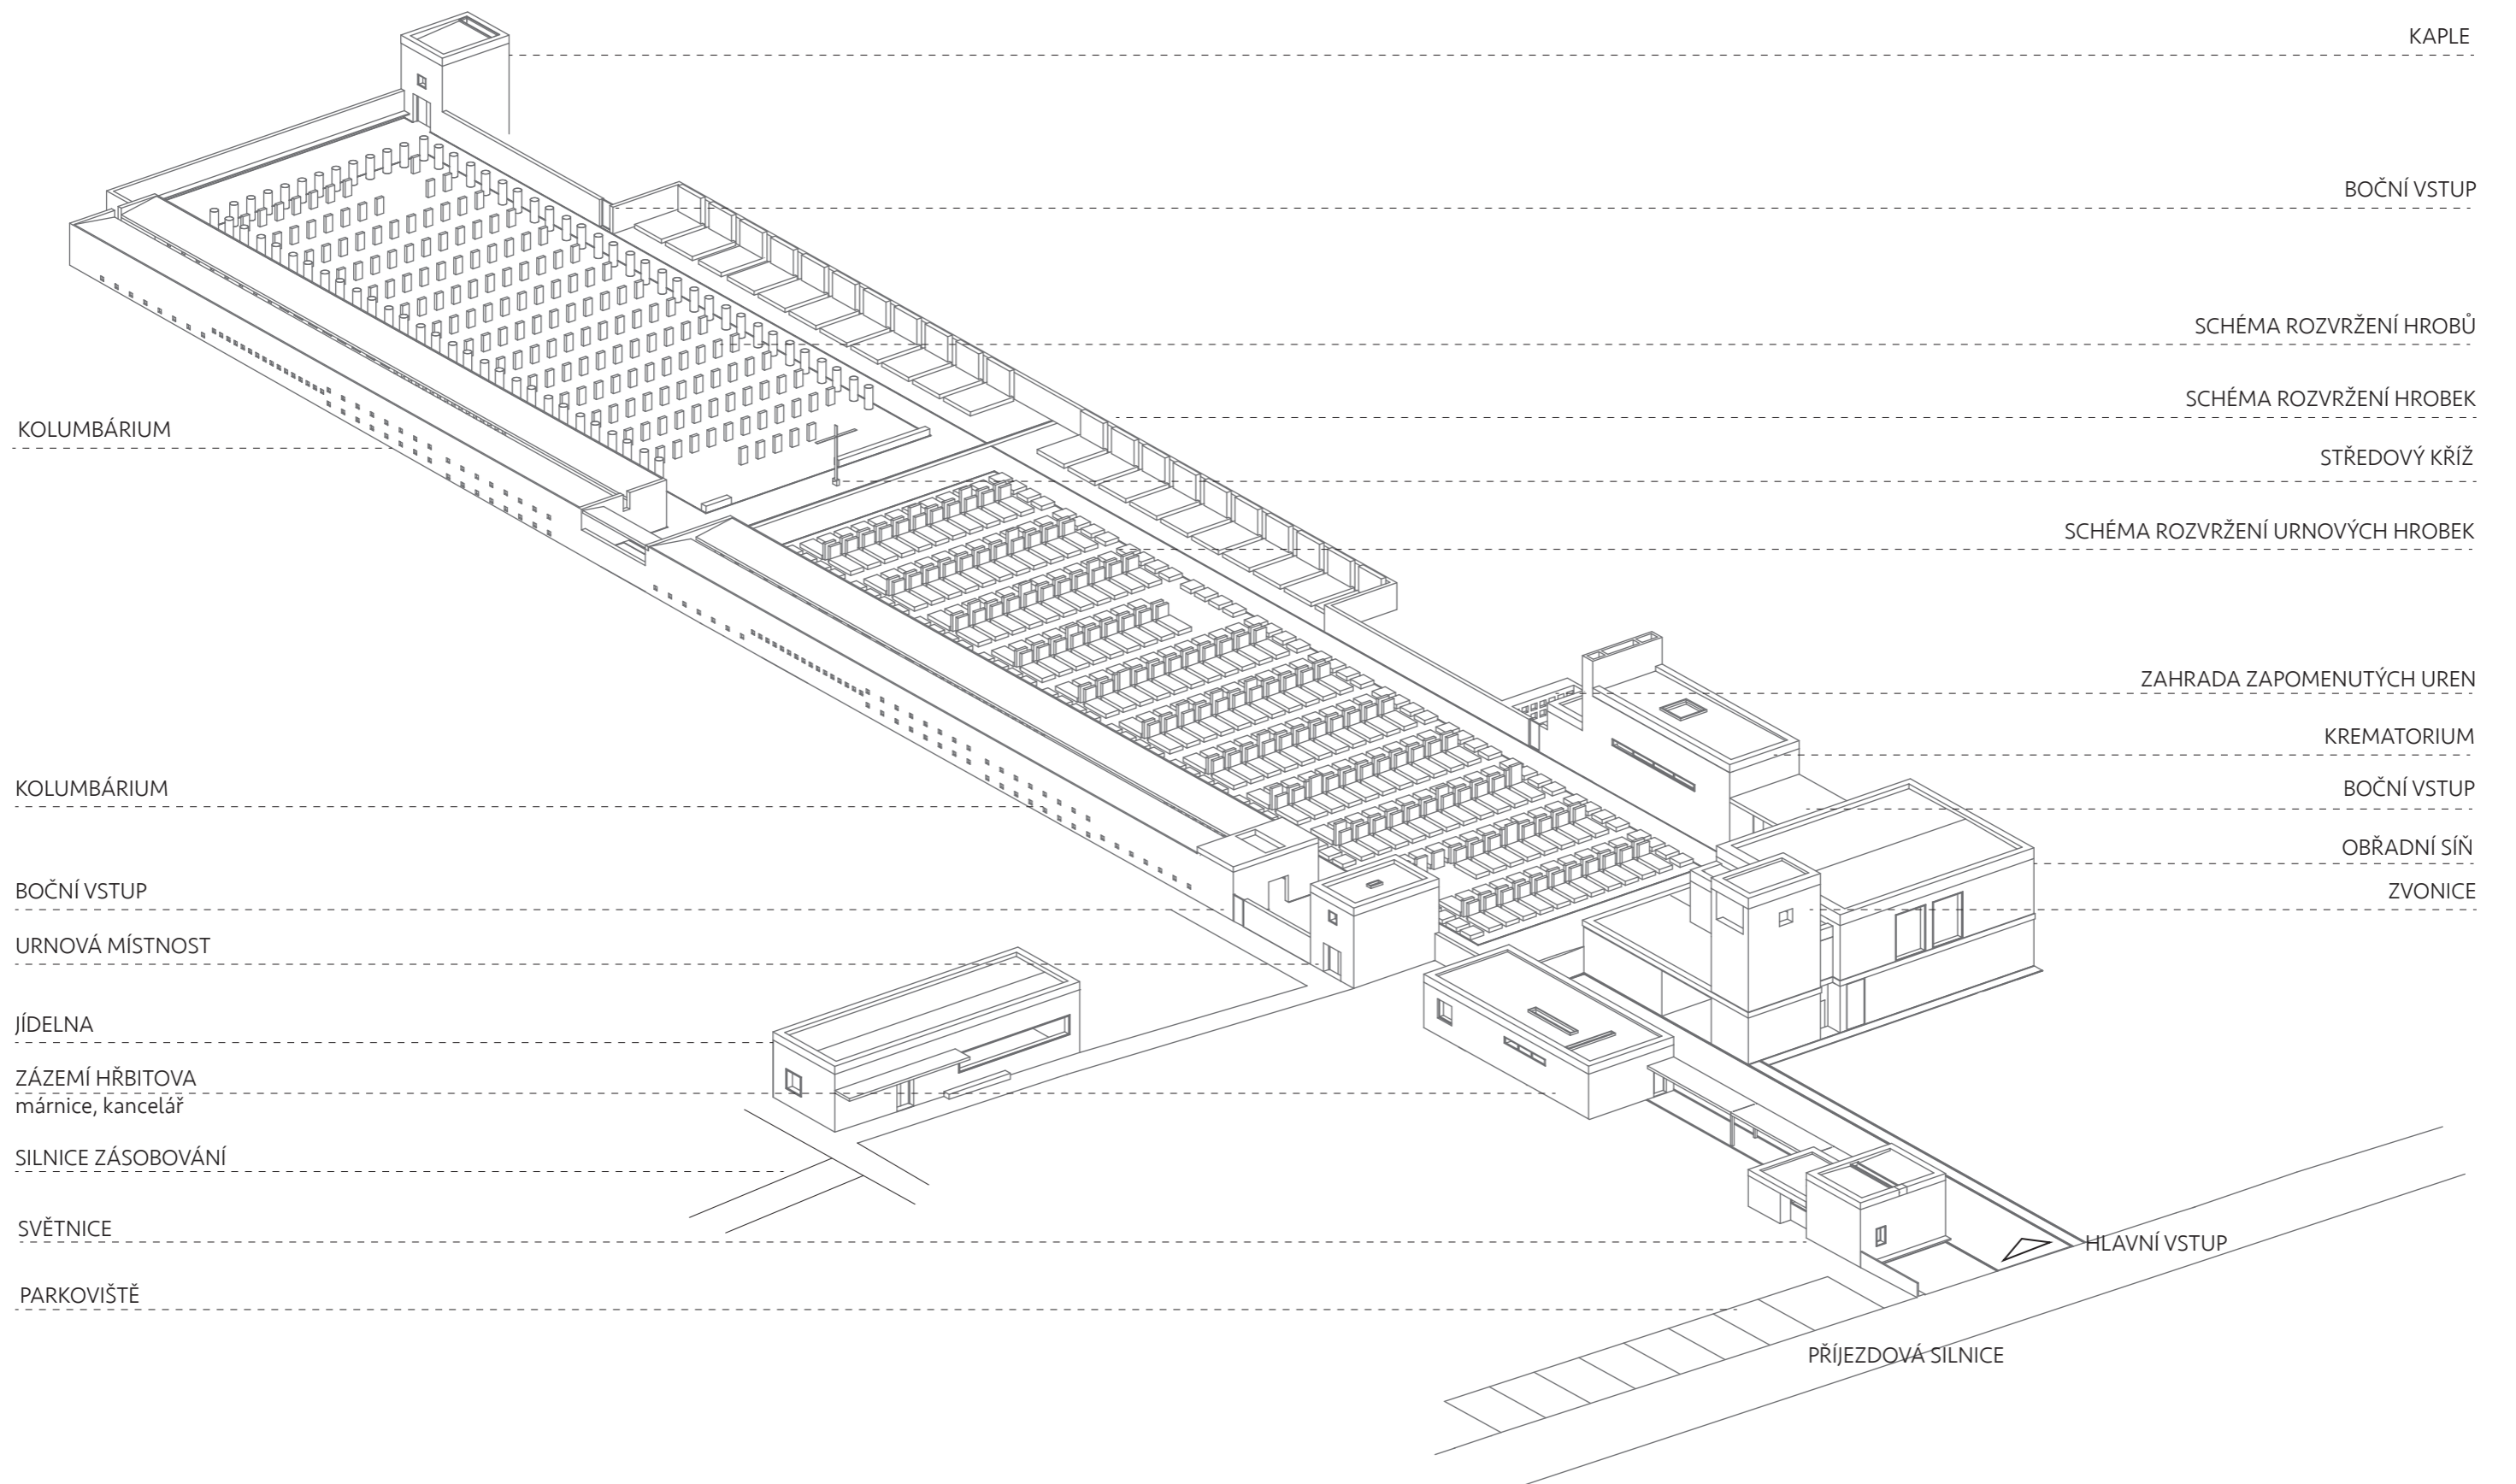 KAPLE
BOČNÍ VSTUP
SCHÉMA ROZVRŽENÍ HROBŮ
SCHÉMA ROZVRŽENÍ HROBEK
KOLUMBÁRIUM
STŘEDOVÝ KŘÍŽ
SCHÉMA ROZVRŽENÍ URNOVÝCH HROBEK
ZAHRADA ZAPOMENUTÝCH UREN
KREMATORIUM
KOLUMBÁRIUM
BOČNÍ VSTUP
OBŘADNÍ SÍŇ
BOČNÍ VSTUP
ZVONICE
URNOVÁ MÍSTNOST
JÍDELNA
ZÁZEMÍ HŘBITOVA
márnice, kancelář
SILNICE ZÁSOBOVÁNÍ
SVĚTNICE
HLAVNÍ VSTUP
PARKOVIŠTĚ
PŘÍJEZDOVÁ SILNICE